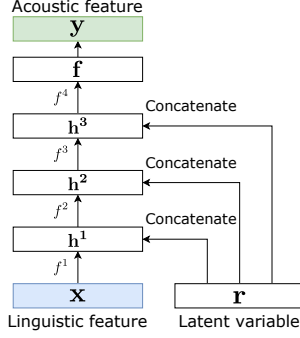 Acoustic feature
y
f
f⁴
Concatenate
h³
f³
Concatenate
h²
f²
Concatenate
h¹
f¹
x
r
Linguistic feature
Latent variable